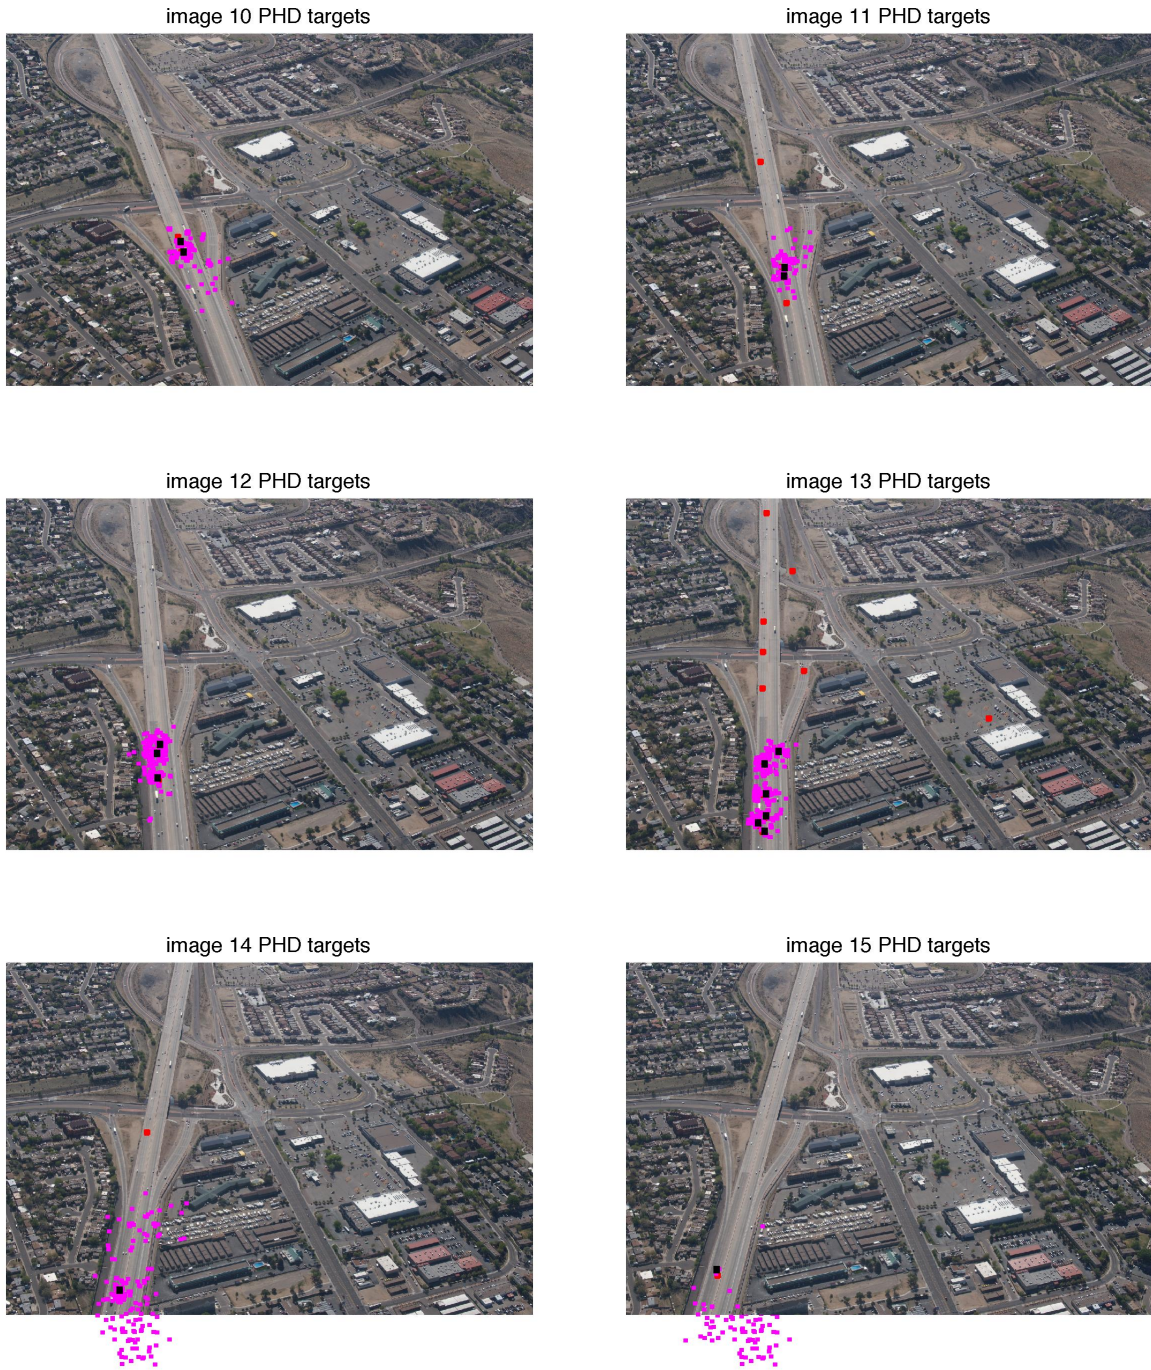 image 10 PHD targets
image 11 PHD targets
image 12 PHD targets
image 13 PHD targets
image 14 PHD targets
image 15 PHD targets